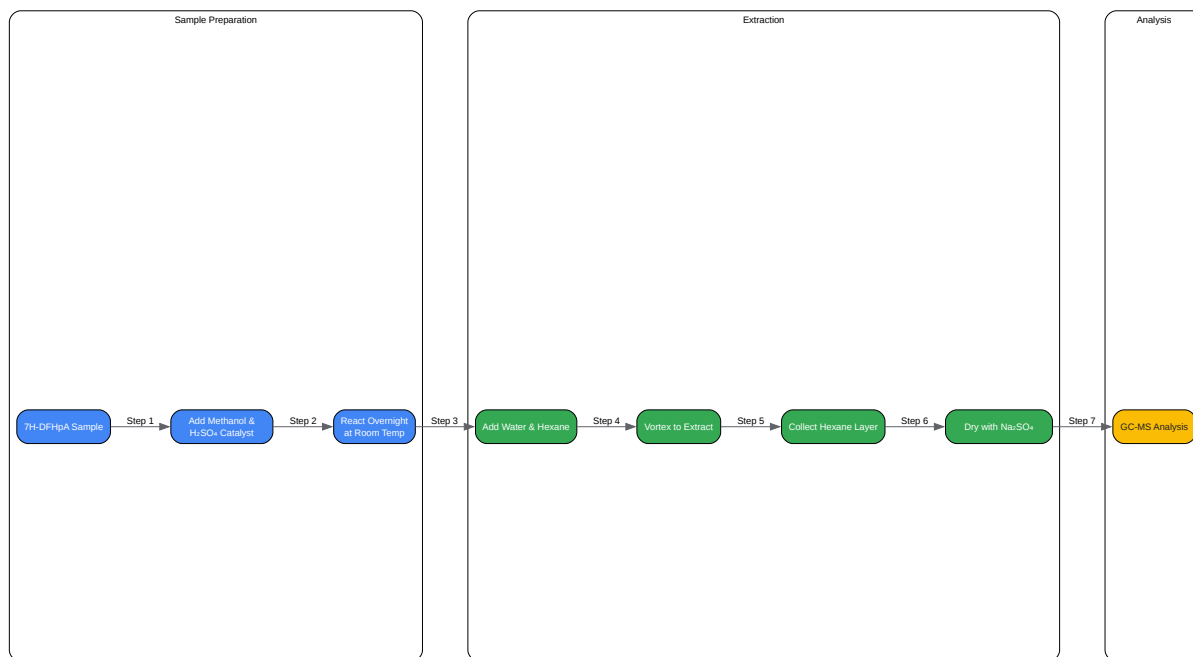 Sample Preparation
Extraction
Analysis
7H-DFHpA Sample
Step 1
Add Methanol &
H₂SO₄ Catalyst
Step 2
React Overnight
at Room Temp
Step 3
Add Water & Hexane
Step 4
Vortex to Extract
Step 5
Collect Hexane Layer
Step 6
Dry with Na₂SO₄
Step 7
GC-MS Analysis